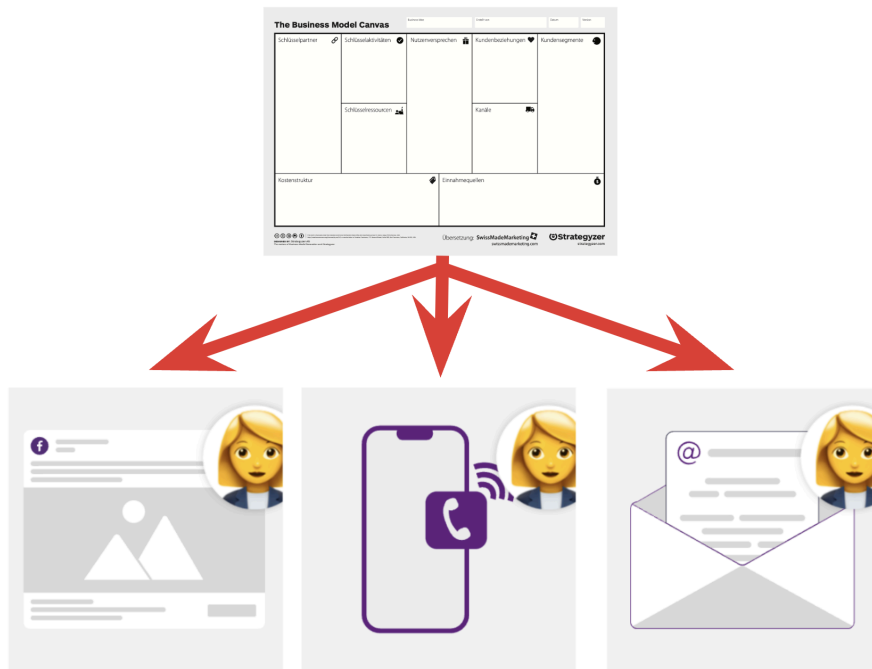 The Business Model Canvas
Schlüsselpartner
Schlüsselaktivitäten
Nutzenversprechen
Kundenbeziehungen
Kundensegmente
Schlüsselressourcen
Kanäle
Kostenstruktur
Einnahmequellen
Übersetzung: SwissMadeMarketing
swissmademarketing.com
Strategyzer
strategyzer.com
@